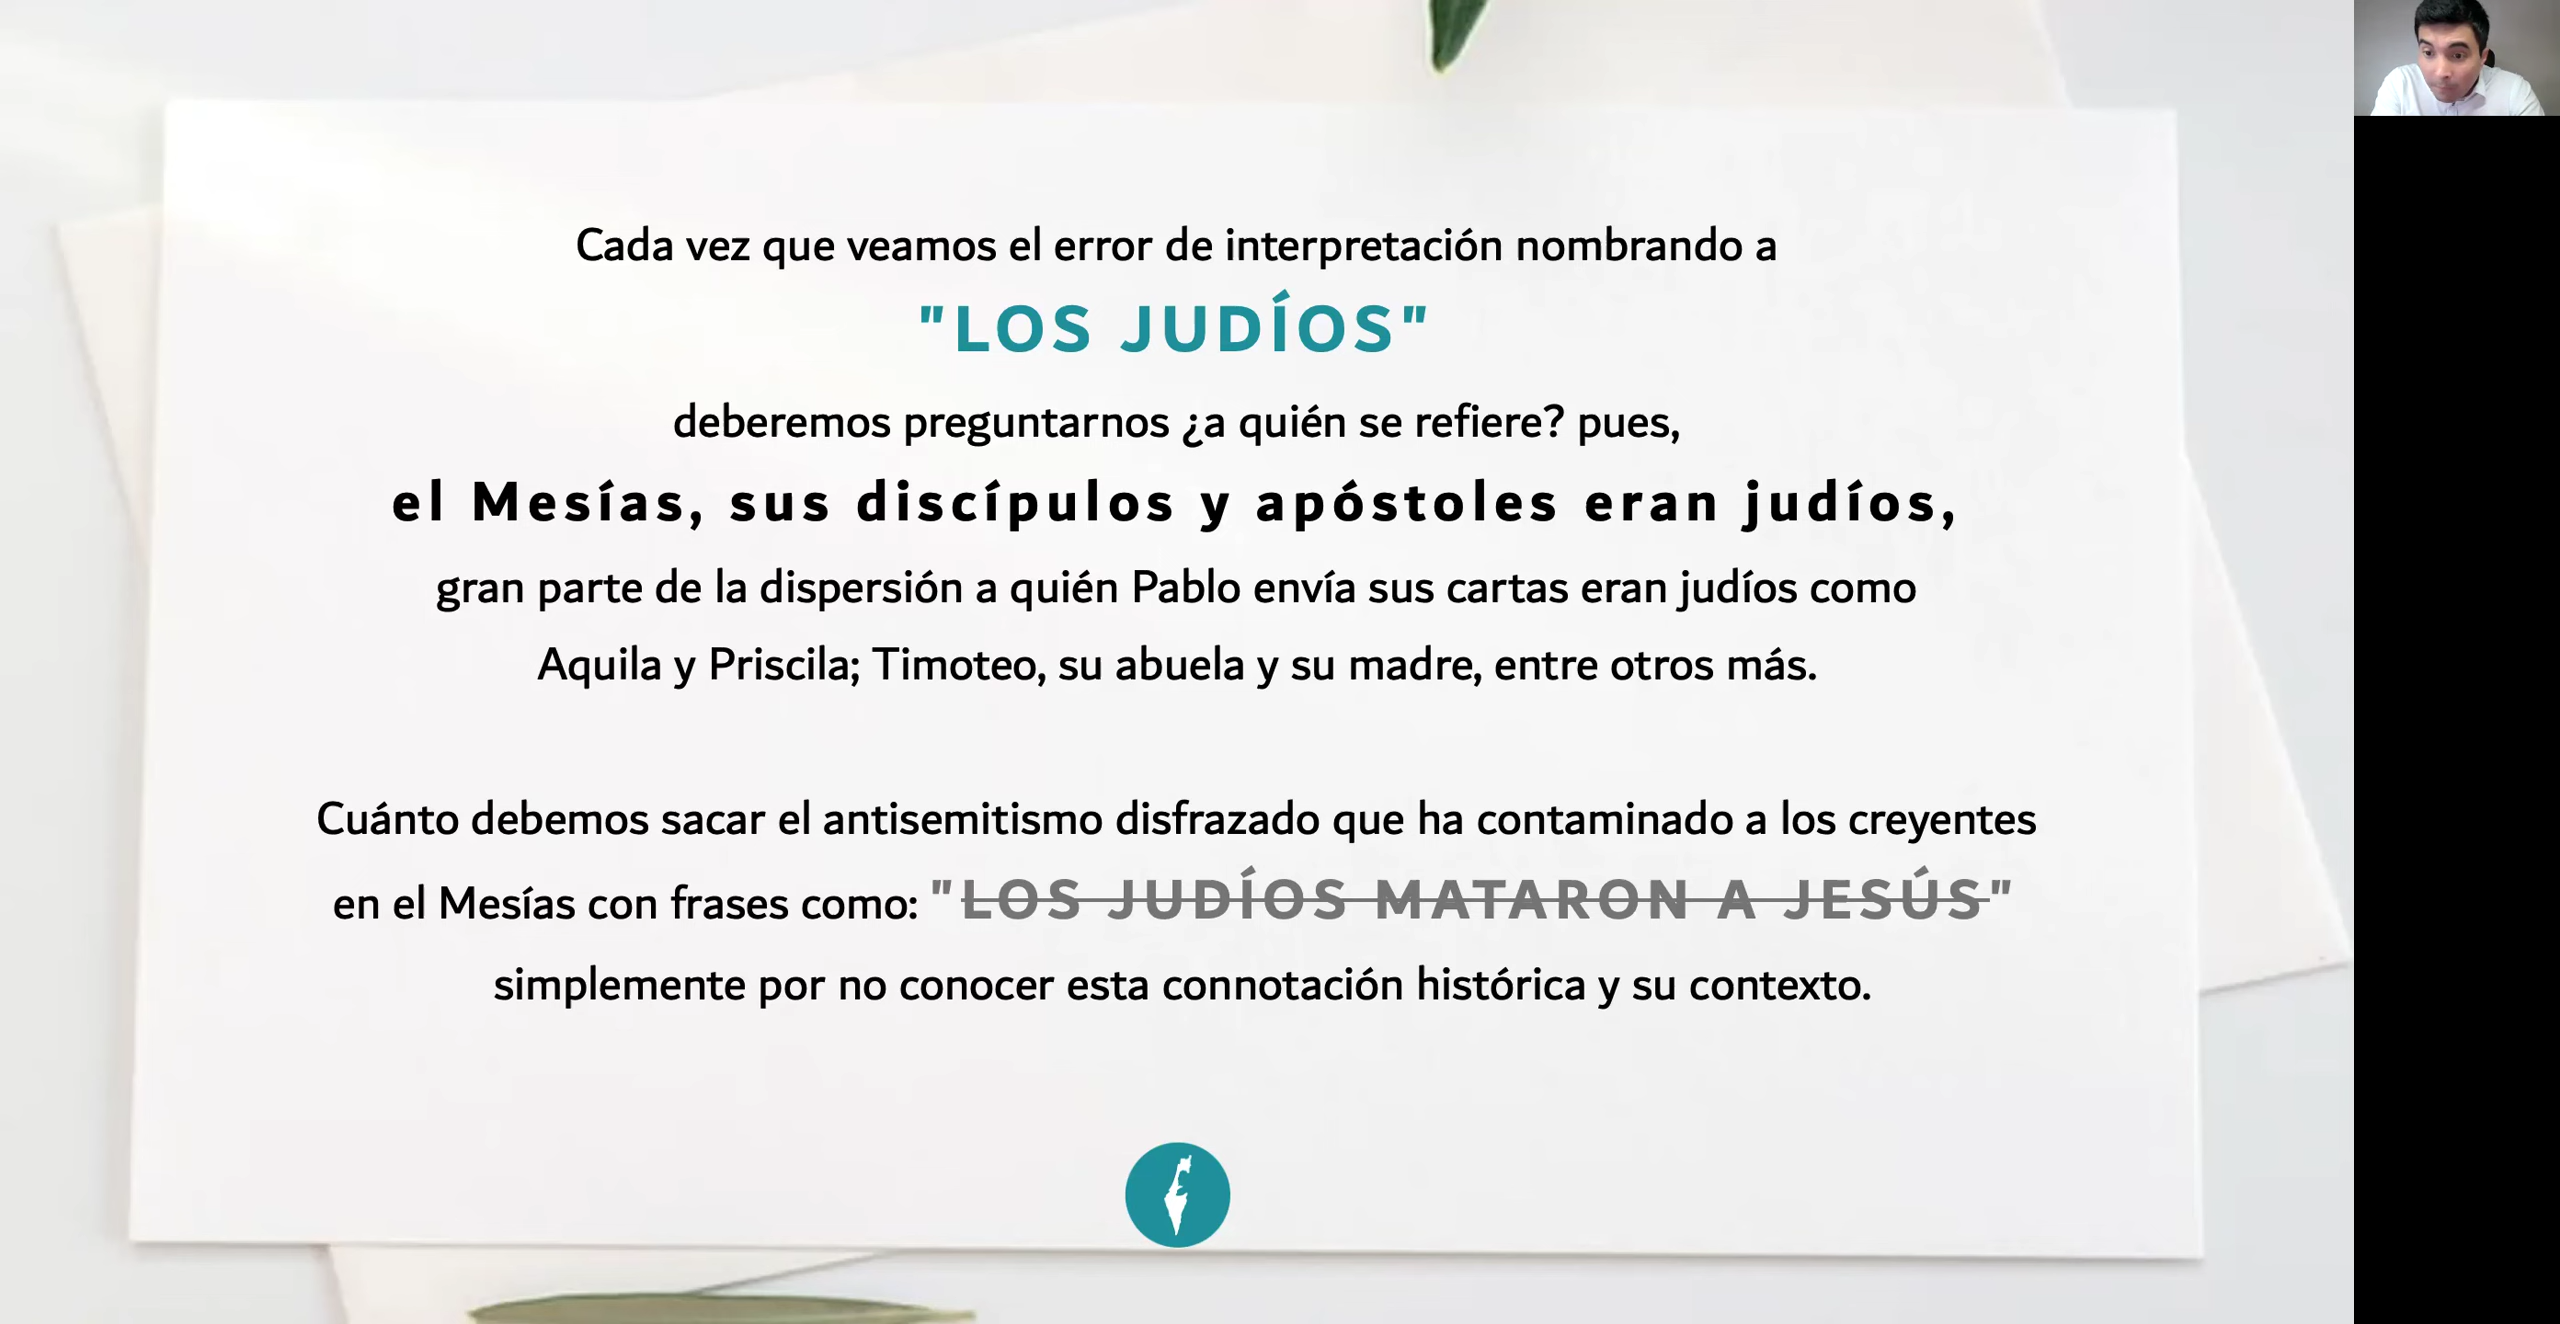 Cada vez que veamos el error de interpretación nombrando a
"LOS JUDÍOS"
deberemos preguntarnos ¿a quién se refiere? pues,
el Mesías, sus discípulos y apóstoles eran judíos,
gran parte de la dispersión a quién Pablo envía sus cartas eran judíos como
Aquila y Priscila; Timoteo, su abuela y su madre, entre otros más.
Cuánto debemos sacar el antisemitismo disfrazado que ha contaminado a los creyentes
en el Mesías con frases como: "LOS JUDÍOS MATARON A JESÚS"
simplemente por no conocer esta connotación histórica y su contexto.